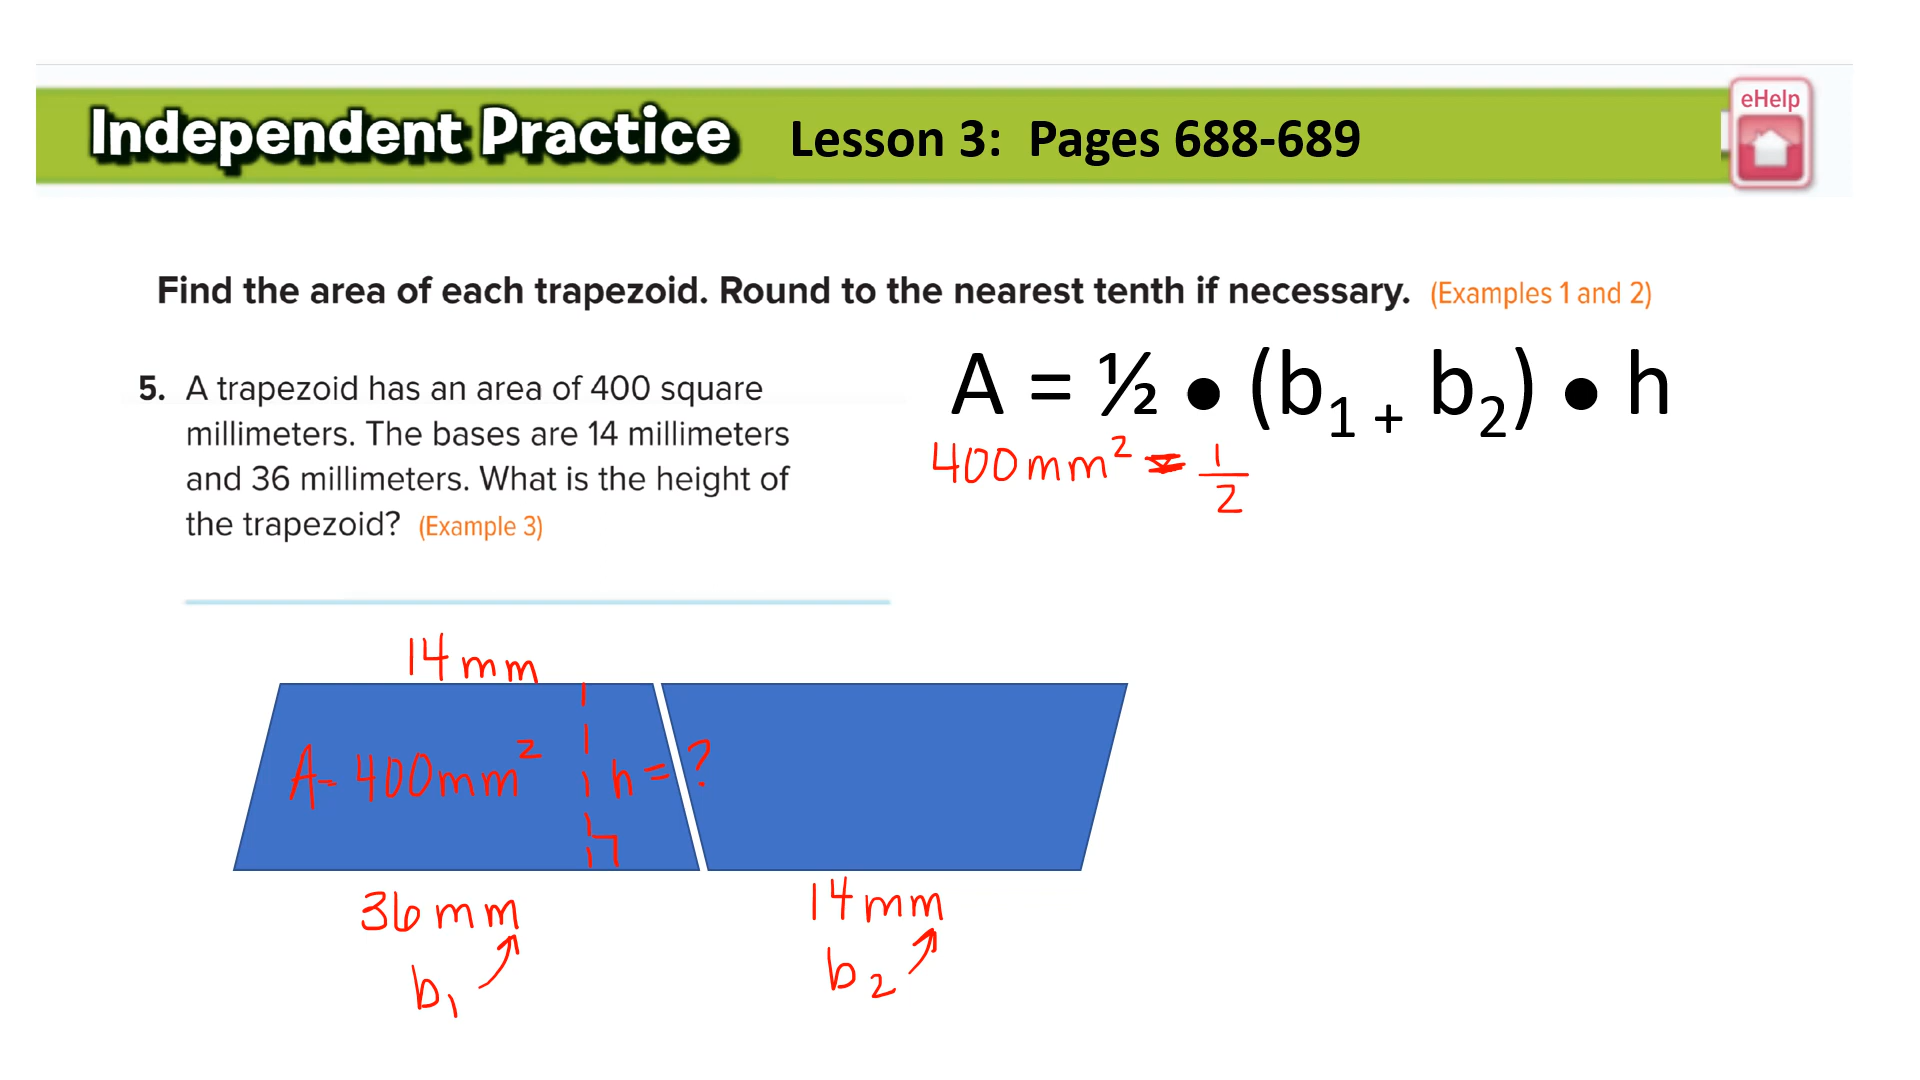 Independent Practice Lesson 3: Pages 688-689
eHelp
Find the area of each trapezoid. Round to the nearest tenth if necessary. (Examples 1 and 2)
5. A trapezoid has an area of 400 square
millimeters. The bases are 14 millimeters
and 36 millimeters. What is the height of
the trapezoid? (Example 3)
A = ½ • (b₁ + b₂) • h
400mm² = 1/2
14mm
A- 400mm² h = ?
36mm
14mm
b₁
b₂